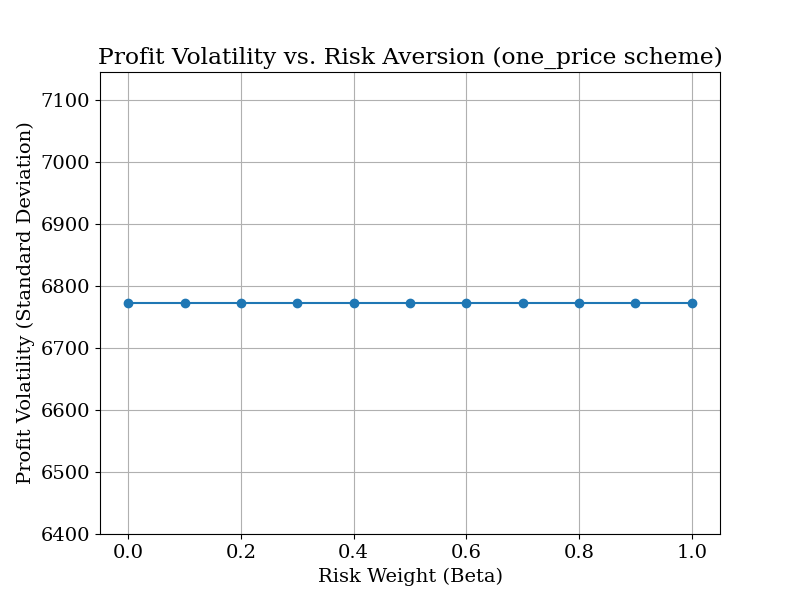 Profit Volatility vs. Risk Aversion (one_price scheme)
Profit Volatility (Standard Deviation)
7100
7000
6900
6800
6700
6600
6500
6400
0.0 0.2 0.4 0.6 0.8 1.0
Risk Weight (Beta)